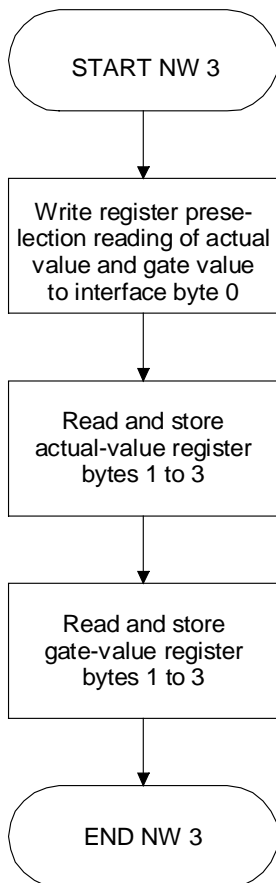 START NW 3
Write register prese-
lection reading of actual
value and gate value
to interface byte 0
Read and store
actual-value register
bytes 1 to 3
Read and store
gate-value register
bytes 1 to 3
END NW 3